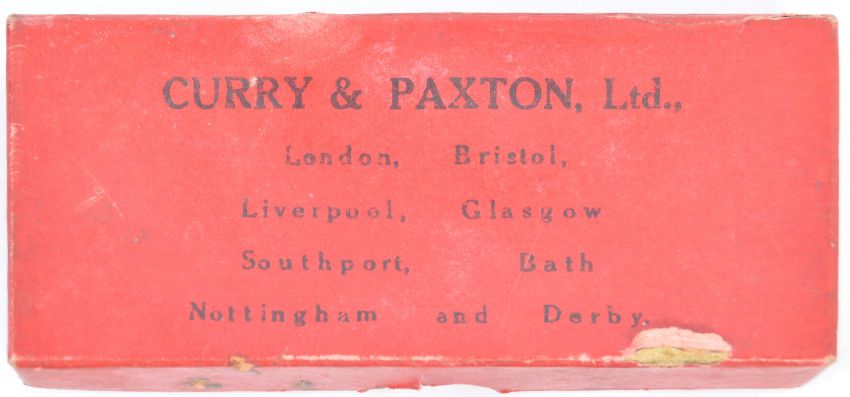 CURRY & PAXTON, Ltd.,
London, Bristol,
Liverpool, Glasgow
Southport, Bath
Nottingham and Derby.